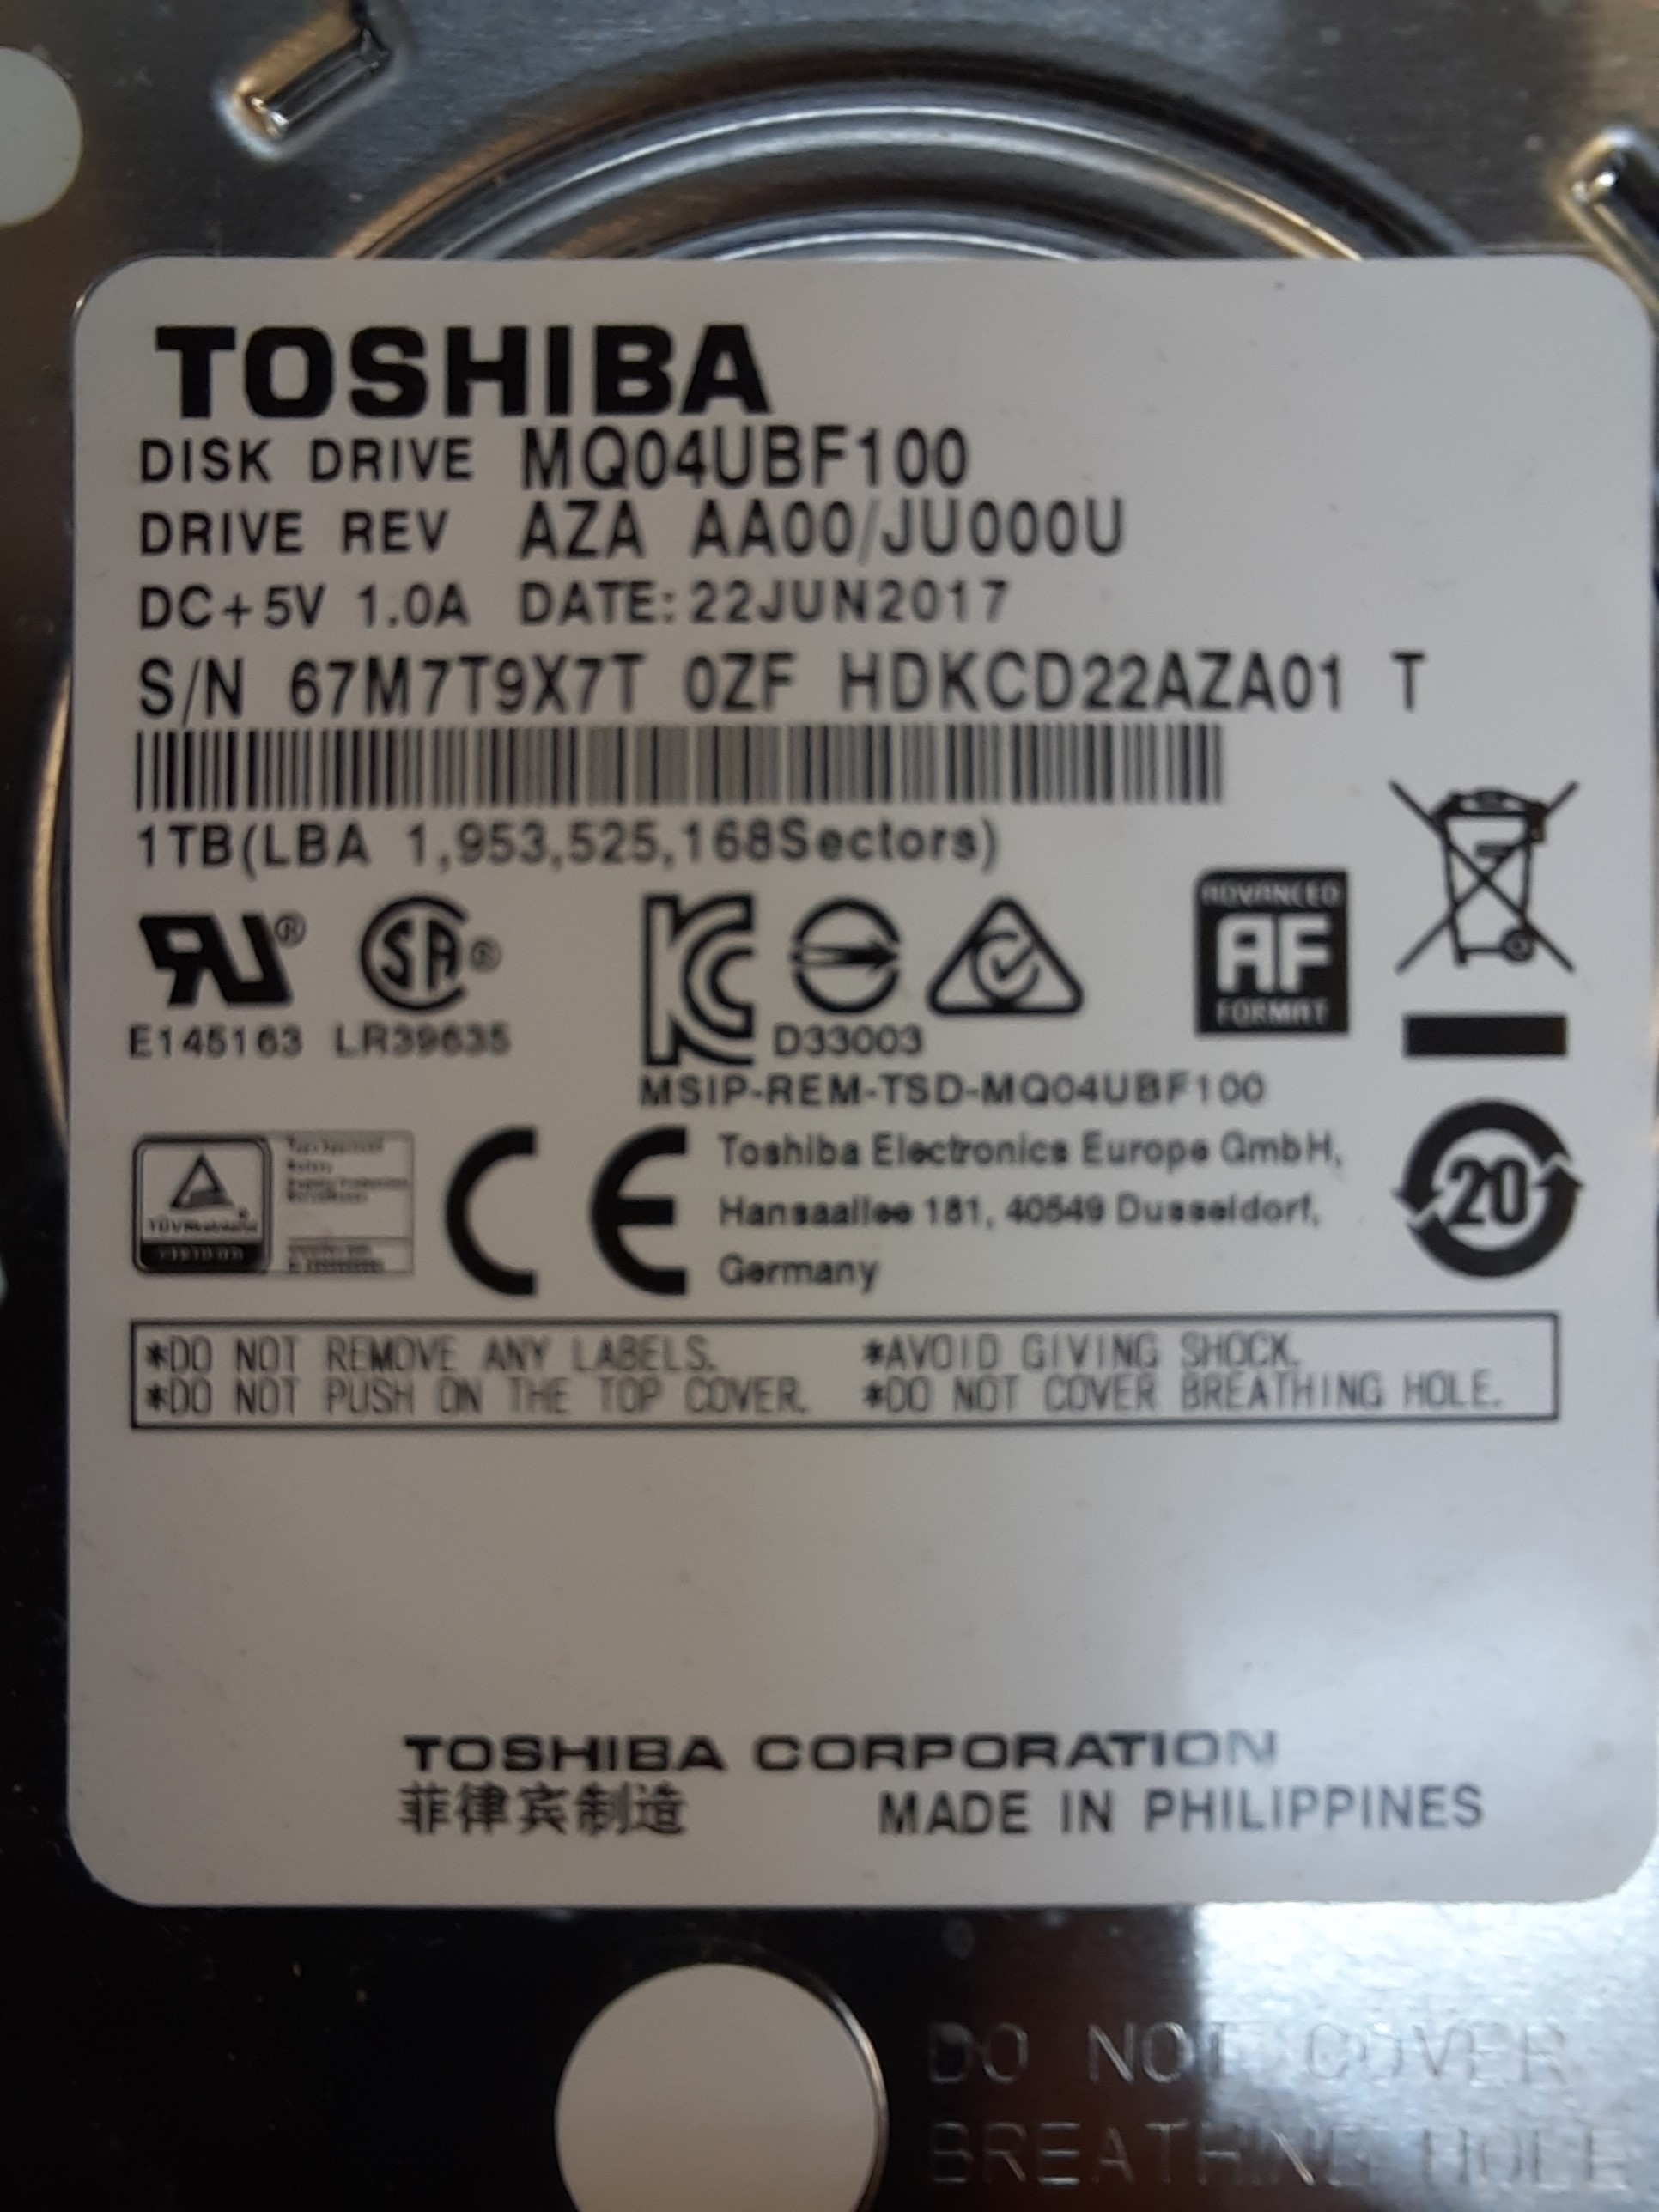 TOSHIBA
DISK DRIVE MQ04UBF100
DRIVE REV AZA AA00/JU000U
DC+5V 1.0A DATE:22JUN2017
S/N 67M7T9X7T 0ZF HDKCD22AZA01 T
1TB(LBA 1,953,525,168Sectors)
ADVANCED
AF
FORMAT
E145163 LR39635 D33003
MSIP-REM-TSD-MQ04UBF100
TÜVRheinland
CE
Toshiba Electronics Europe GmbH,
Hansaallee 181, 40549 Dusseldorf,
Germany
20
*DO NOT REMOVE ANY LABELS. *AVOID GIVING SHOCK.
*DO NOT PUSH ON THE TOP COVER. *DO NOT COVER BREATHING HOLE.
TOSHIBA CORPORATION
菲律宾制造 MADE IN PHILIPPINES
DO NOT COVER
BREATHING HOLE